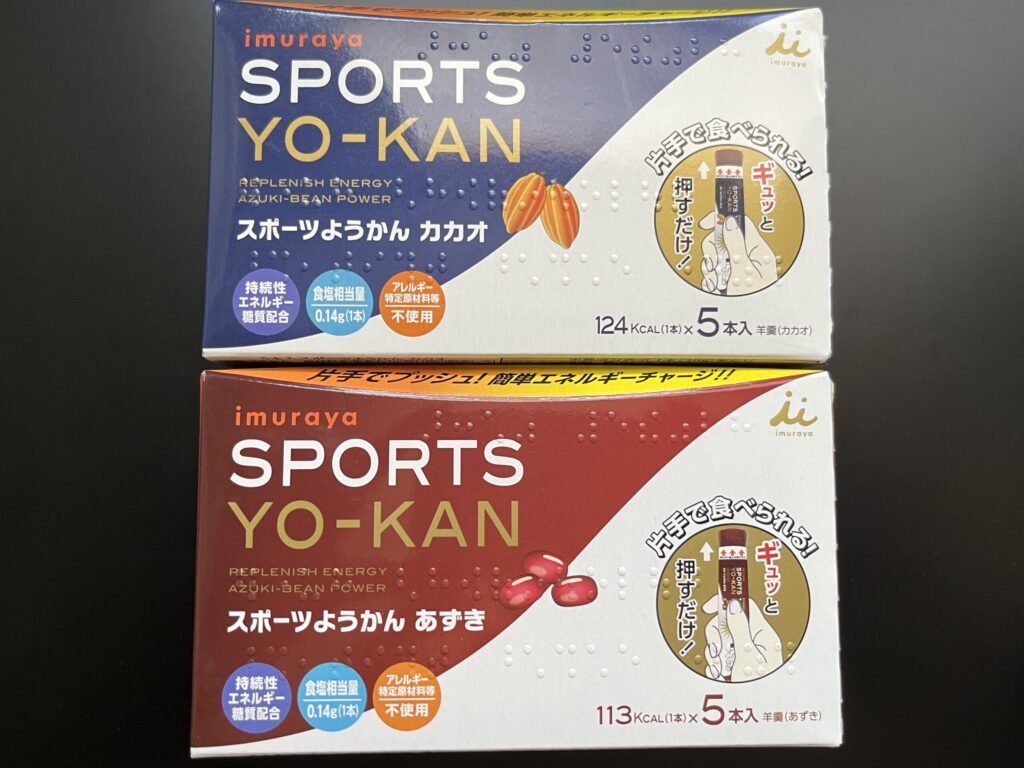 imuraya
SPORTS
YO-KAN
REPLENISH ENERGY
AZUKI-BEAN POWER
スポーツようかん カカオ
持続性
エネルギー
糖質配合
食塩相当量
0.14g(1本)
アレルギー
特定原材料等
不使用
imuraya
片手で食べられる!
ギュッと
押すだけ!
SPORTS
YO-KAN
124KCAL(1本)×5本入 羊羹(カカオ)
片手でプッシュ! 簡単エネルギーチャージ!!
imuraya
SPORTS
YO-KAN
REPLENISH ENERGY
AZUKI-BEAN POWER
スポーツようかん あずき
持続性
エネルギー
糖質配合
食塩相当量
0.14g(1本)
アレルギー
特定原材料等
不使用
imuraya
片手で食べられる!
ギュッと
押すだけ!
SPORTS
YO-KAN
113KCAL(1本)×5本入 羊羹(あずき)